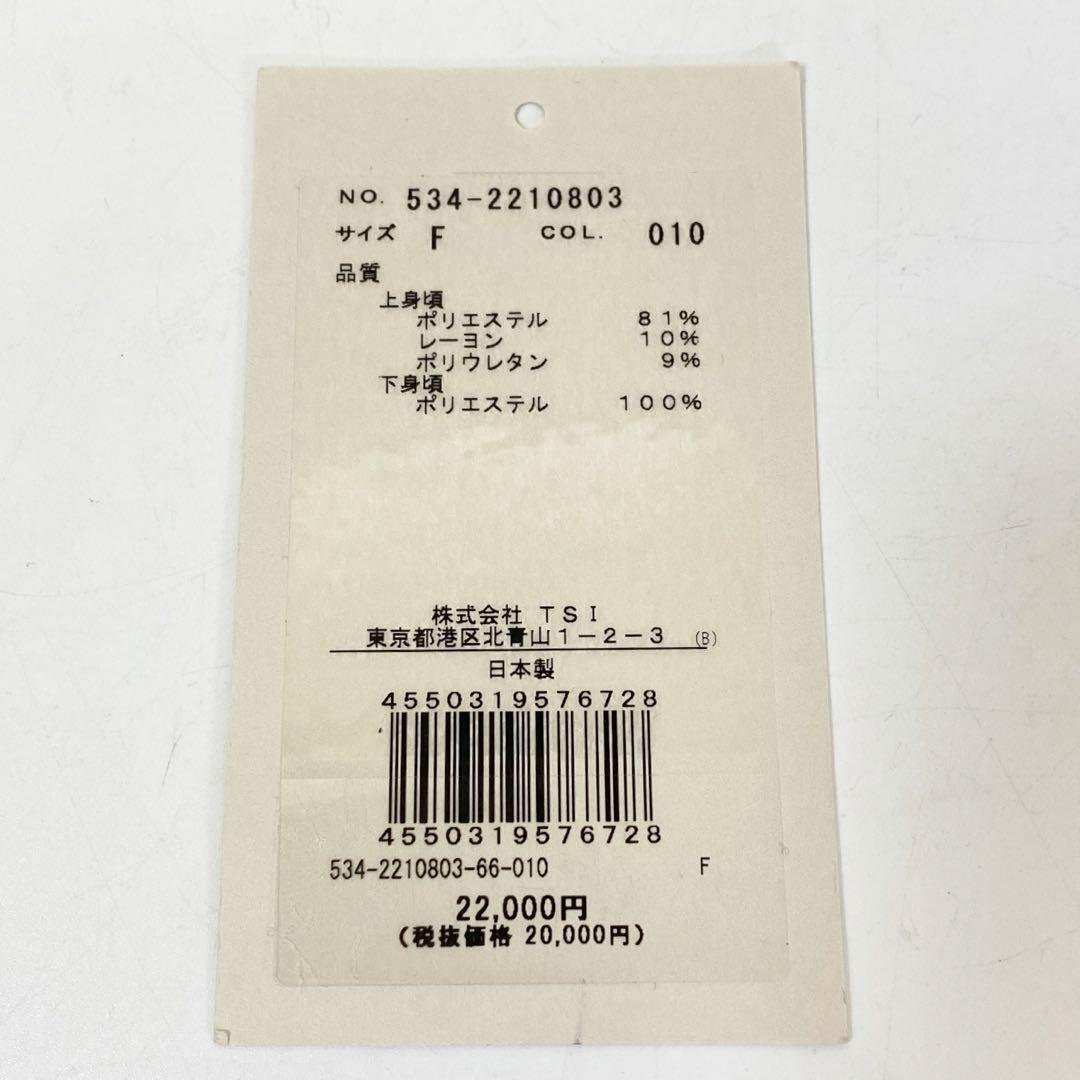 NO. 534-2210803
サイズ F COL. 010
品質
上身頃
ポリエステル 81%
レーヨン 10%
ポリウレタン 9%
下身頃
ポリエステル 100%
株式会社 TSI
東京都港区北青山1-2-3 (B)
日本製
4550319576728
4550319576728
534-2210803-66-010 F
22,000円
(税抜価格 20,000円)